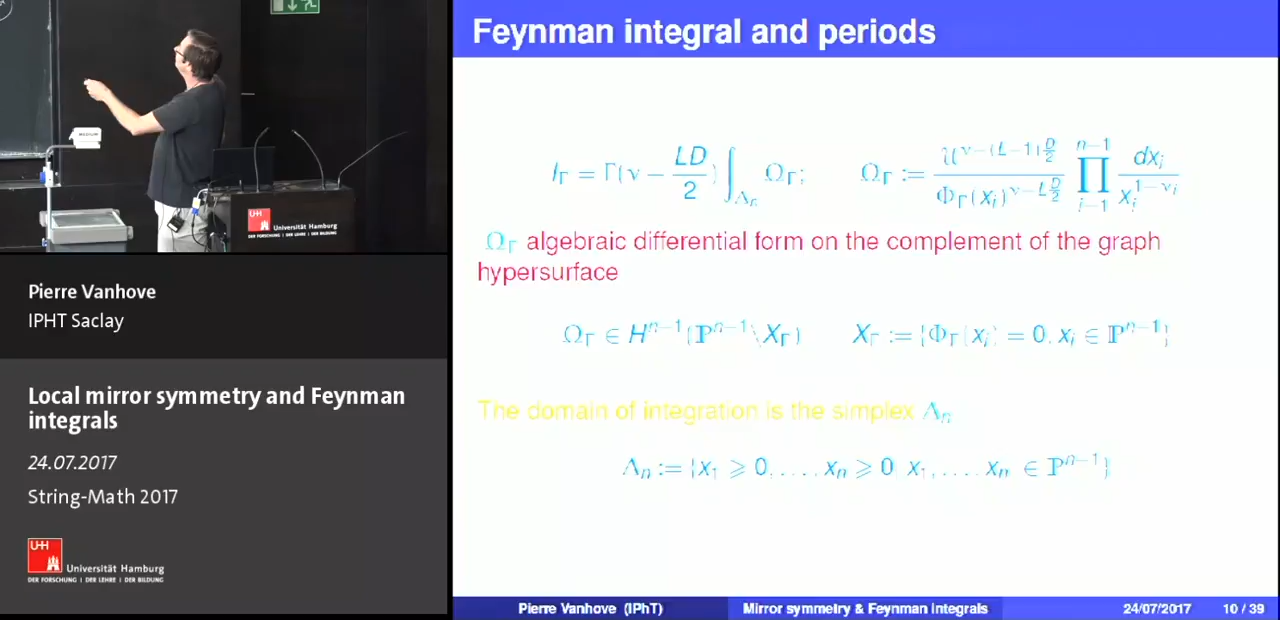 Feynman integral and periods
I_Γ = Γ(ν − LD/2) ∫_{Δ_n} Ω_Γ; Ω_Γ := U^{ν−(L−1)D/2} / Φ_Γ(x_i)^{ν−L D/2} ∏_{i=1}^{n−1} dx_i / x_i^{1−ν_i}
Ω_Γ algebraic differential form on the complement of the graph
hypersurface
Ω_Γ ∈ H^{n−1}(ℙ^{n−1}\X_Γ) X_Γ := {Φ_Γ(x_i) = 0, x_i ∈ ℙ^{n−1}}
The domain of integration is the simplex Δ_n
Δ_n := {x_1 ⩾ 0, . . . , x_n ⩾ 0, x_1, . . . , x_n ∈ ℙ^{n−1}}
Pierre Vanhove (IPhT) Mirror symmetry & Feynman integrals 24/07/2017 10 / 39
UH
Universität Hamburg
DER FORSCHUNG | DER LEHRE | DER BILDUNG
Pierre Vanhove
IPHT Saclay
Local mirror symmetry and Feynman
integrals
24.07.2017
String-Math 2017
UH
Universität Hamburg
DER FORSCHUNG | DER LEHRE | DER BILDUNG